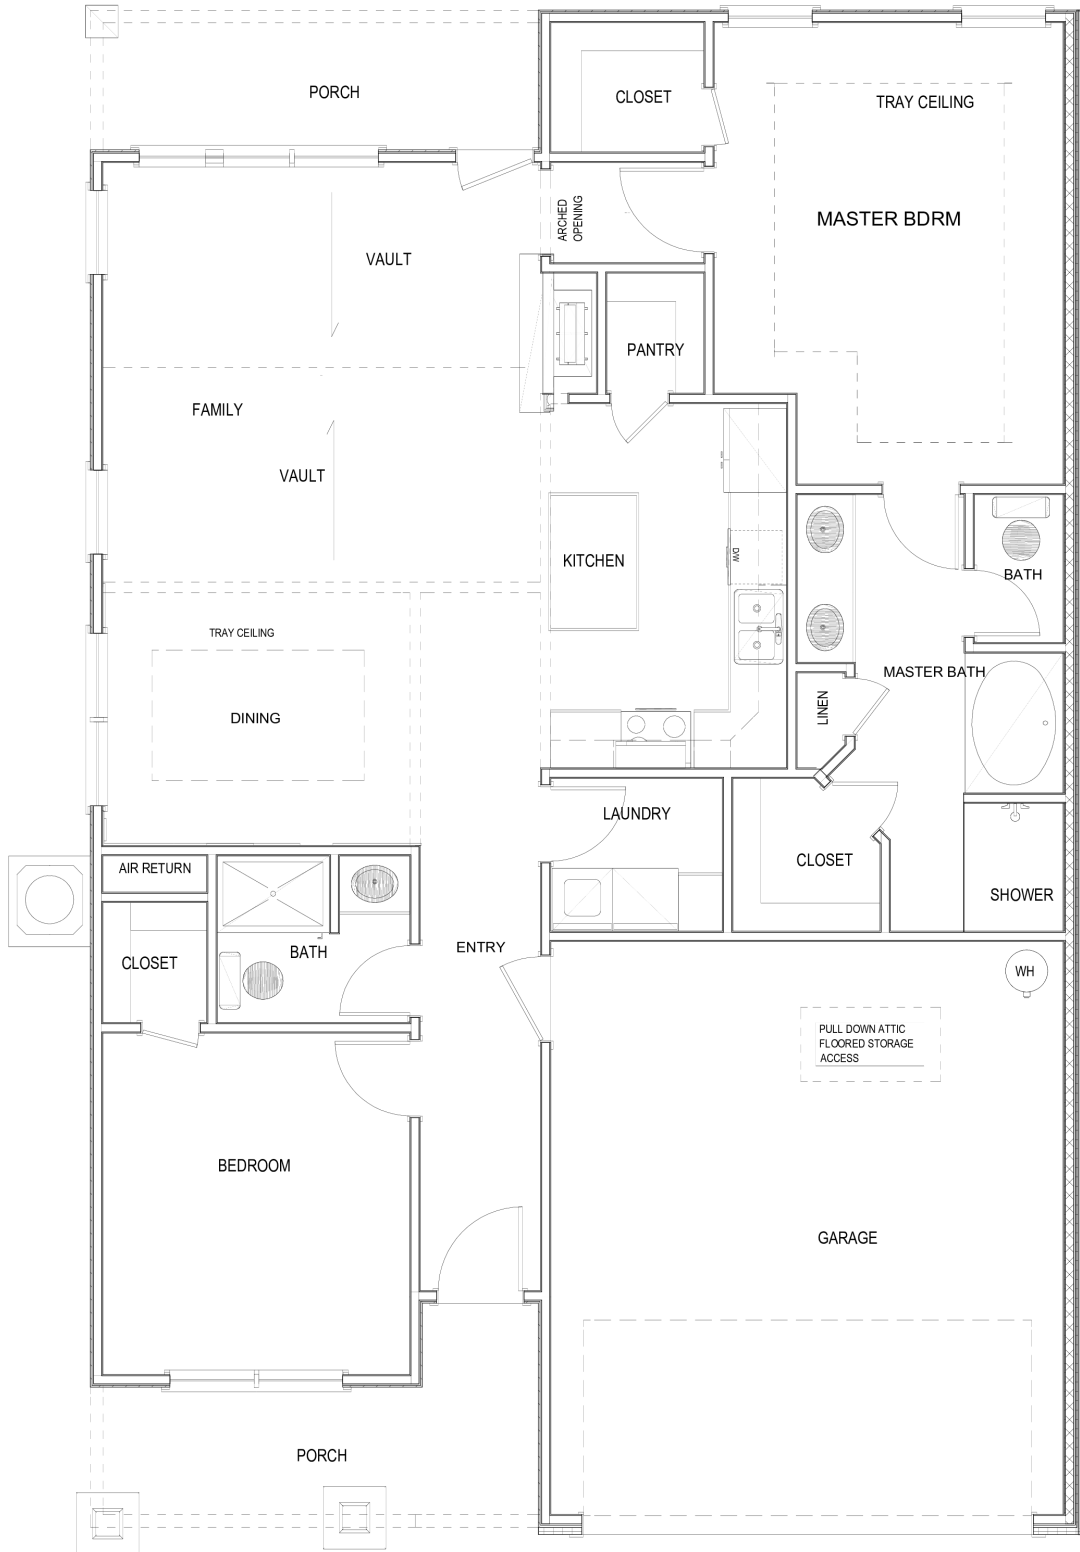 PORCH
CLOSET
TRAY CEILING
MASTER BDRM
ARCHED
OPENING
VAULT
PANTRY
FAMILY
VAULT
KITCHEN
D/W
BATH
TRAY CEILING
MASTER BATH
DINING
LINEN
LAUNDRY
CLOSET
AIR RETURN
SHOWER
ENTRY
BATH
CLOSET
WH
PULL DOWN ATTIC
FLOORED STORAGE
ACCESS
BEDROOM
GARAGE
PORCH